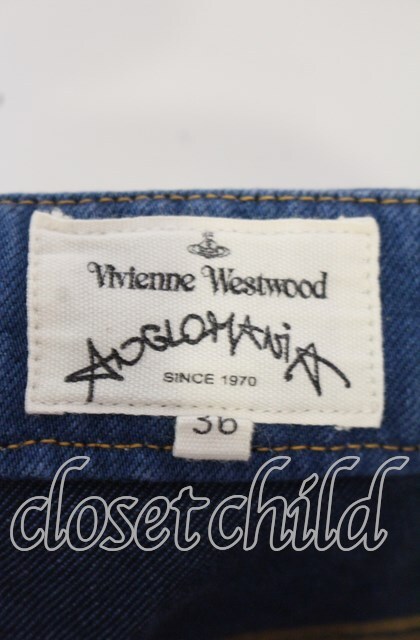 Vivienne Westwood
ANGLOMANIA
SINCE 1970
36
closetchild